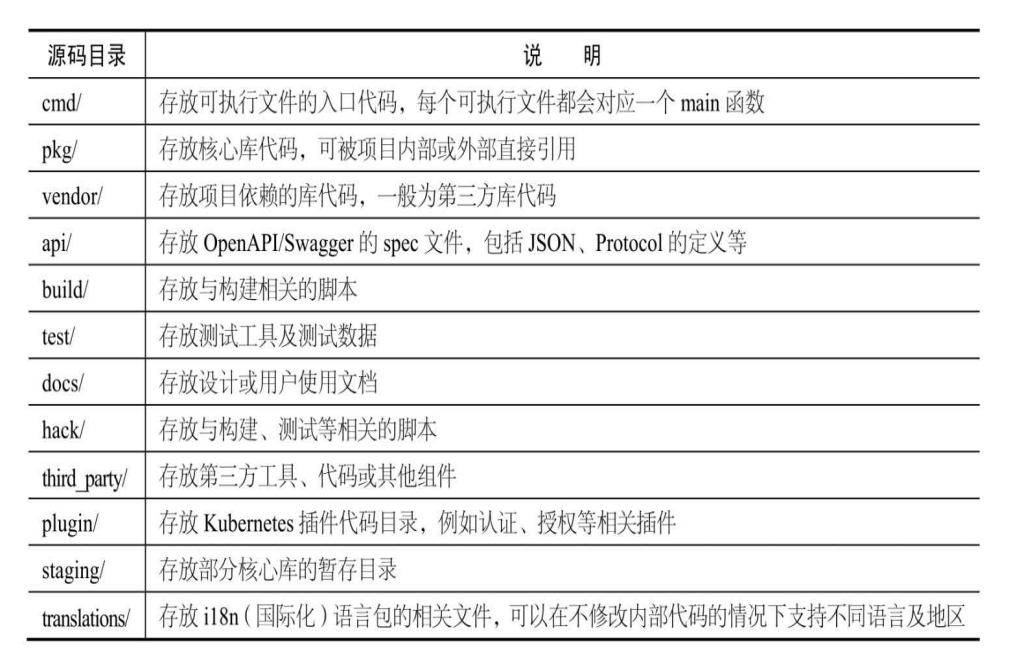 源码目录 说 明
cmd/ 存放可执行文件的入口代码，每个可执行文件都会对应一个 main 函数
pkg/ 存放核心库代码，可被项目内部或外部直接引用
vendor/ 存放项目依赖的库代码，一般为第三方库代码
api/ 存放 OpenAPI/Swagger 的 spec 文件，包括 JSON、Protocol 的定义等
build/ 存放与构建相关的脚本
test/ 存放测试工具及测试数据
docs/ 存放设计或用户使用文档
hack/ 存放与构建、测试等相关的脚本
third_party/ 存放第三方工具、代码或其他组件
plugin/ 存放 Kubernetes 插件代码目录，例如认证、授权等相关插件
staging/ 存放部分核心库的暂存目录
translations/ 存放 i18n（国际化）语言包的相关文件，可以在不修改内部代码的情况下支持不同语言及地区